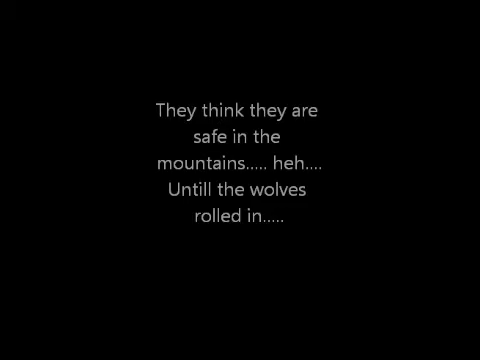 They think they are
safe in the
mountains..... heh....
Untill the wolves
rolled in.....